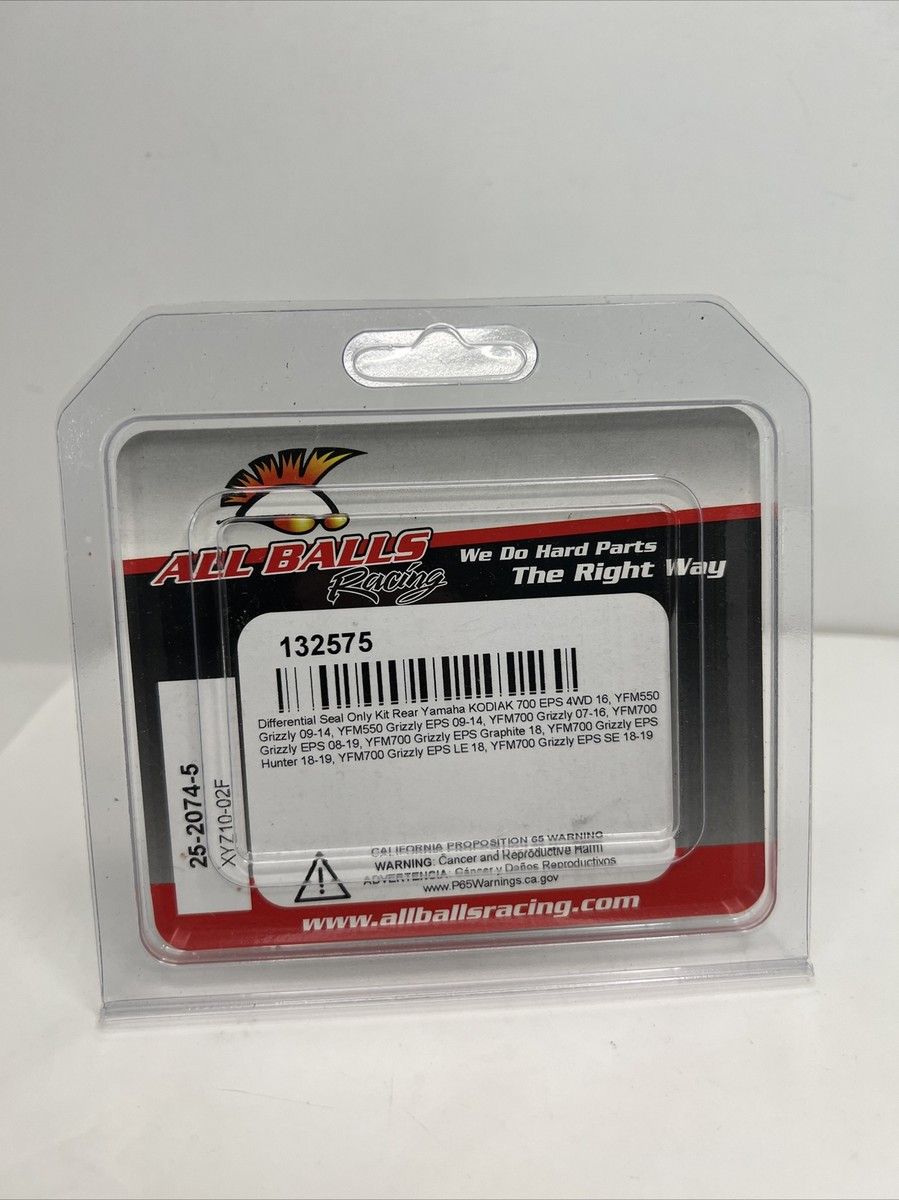 ALL BALLS
Racing
We Do Hard Parts
The Right Way
132575
Differential Seal Only Kit Rear Yamaha KODIAK 700 EPS 4WD 16, YFM550
Grizzly 09-14, YFM550 Grizzly EPS 09-14, YFM700 Grizzly 07-16, YFM700
Grizzly EPS 08-19, YFM700 Grizzly EPS Graphite 18, YFM700 Grizzly EPS
Hunter 18-19, YFM700 Grizzly EPS LE 18, YFM700 Grizzly EPS SE 18-19
25-2074-5
XYZ10-02F
CALIFORNIA PROPOSITION 65 WARNING
WARNING: Cancer and Reproductive Harm
ADVERTENCIA: Cáncer y Daños Reproductivos
www.P65Warnings.ca.gov
www.allballsracing.com